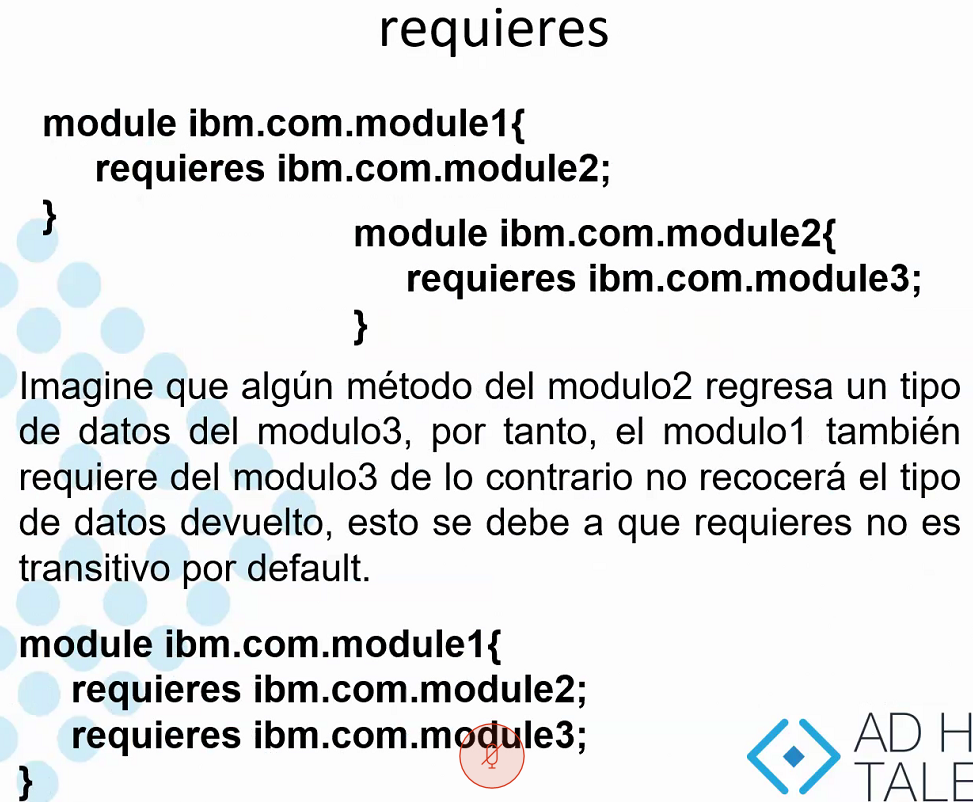 requieres
module ibm.com.module1{
requieres ibm.com.module2;
}
module ibm.com.module2{
requieres ibm.com.module3;
}
Imagine que algún método del modulo2 regresa un tipo
de datos del modulo3, por tanto, el modulo1 también
requiere del modulo3 de lo contrario no recocerá el tipo
de datos devuelto, esto se debe a que requieres no es
transitivo por default.
module ibm.com.module1{
requieres ibm.com.module2;
requieres ibm.com.module3;
}
AD H
TALE